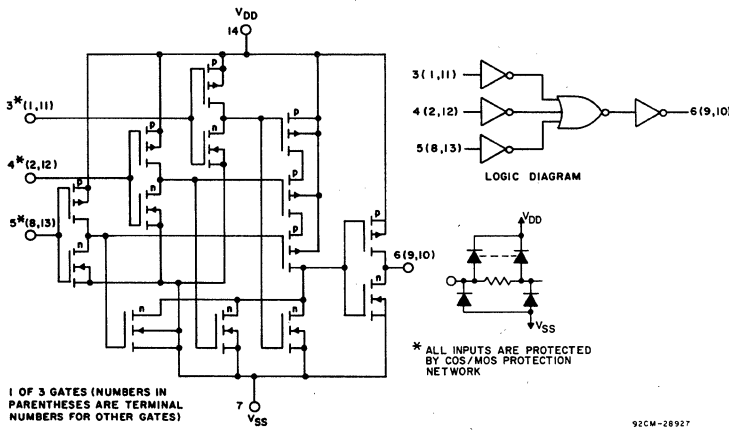 VDD
14
p
3*(1,11)
n
p
p
4*(2,12)
n
p
p
5*(8,13)
n
p
p
6(9,10)
n
n
n
n
7
VSS
1 OF 3 GATES (NUMBERS IN
PARENTHESES ARE TERMINAL
NUMBERS FOR OTHER GATES)
3(1,11)
4(2,12)
5(8,13)
6(9,10)
LOGIC DIAGRAM
VDD
VSS
* ALL INPUTS ARE PROTECTED
BY COS/MOS PROTECTION
NETWORK
92CM-28927